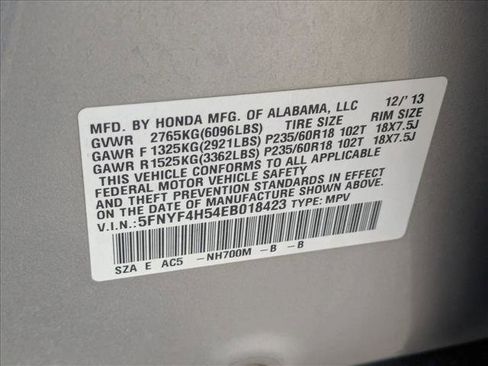 MFD. BY HONDA MFG. OF ALABAMA, LLC 12/'13
GVWR 2765KG(6096LBS) TIRE SIZE RIM SIZE
GAWR F 1325KG(2921LBS) P235/60R18 102T 18X7.5J
GAWR R 1525KG(3362LBS) P235/60R18 102T 18X7.5J
THIS VEHICLE CONFORMS TO ALL APPLICABLE
FEDERAL MOTOR VEHICLE SAFETY
AND THEFT PREVENTION STANDARDS IN EFFECT
ON THE DATE OF MANUFACTURE SHOWN ABOVE.
V.I.N.:5FNYF4H54EB018423 TYPE: MPV
SZA E AC5 -NH700M -B -B